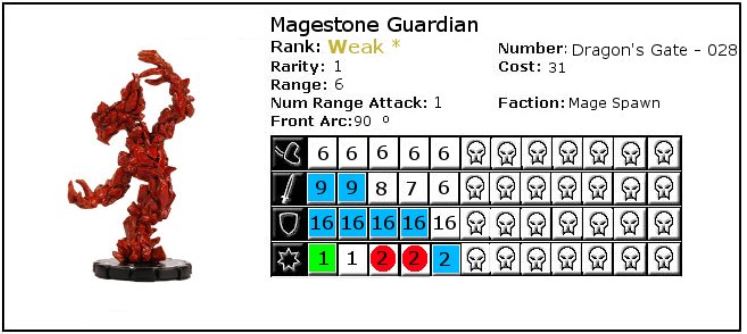 Magestone Guardian
Rank: Weak *
Number: Dragon's Gate - 028
Rarity: 1
Cost: 31
Range: 6
Num Range Attack: 1
Faction: Mage Spawn
Front Arc:90 º
6 6 6 6 6
9 9 8 7 6
16 16 16 16 16
1 1 2 2 2